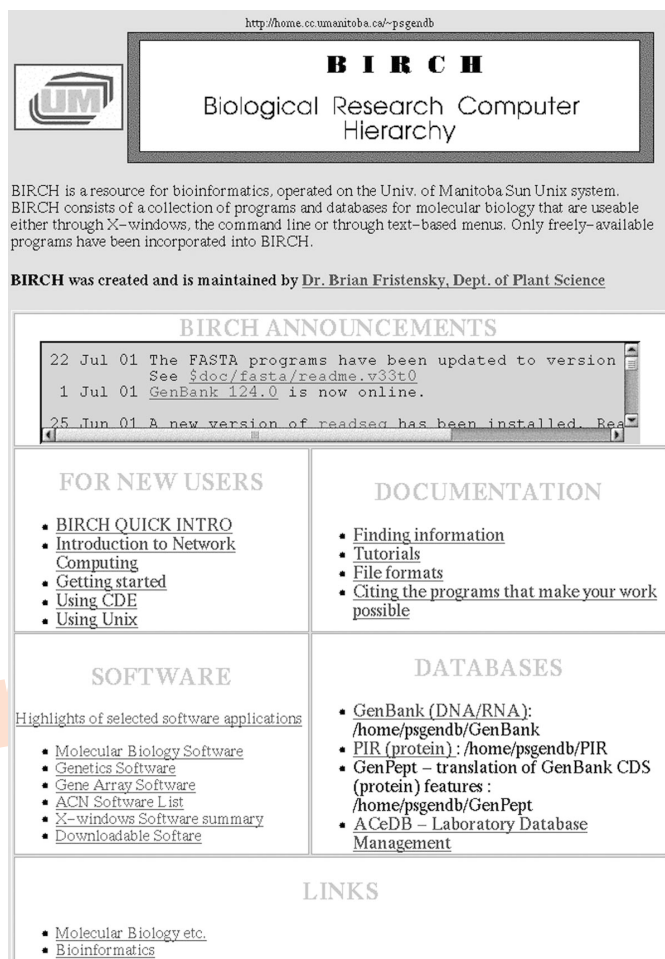 http://home.cc.umanitoba.ca/~psgendb
UM
B I R C H
Biological Research Computer
Hierarchy
BIRCH is a resource for bioinformatics, operated on the Univ. of Manitoba Sun Unix system.
BIRCH consists of a collection of programs and databases for molecular biology that are useable
either through X-windows, the command line or through text-based menus. Only freely-available
programs have been incorporated into BIRCH.
BIRCH was created and is maintained by Dr. Brian Fristensky, Dept. of Plant Science
BIRCH ANNOUNCEMENTS
22 Jul 01 The FASTA programs have been updated to version
See $doc/fasta/readme.v33t0
1 Jul 01 GenBank 124.0 is now online.
25 Jun 01 A new version of readseq has been installed. Rea
FOR NEW USERS
• BIRCH QUICK INTRO
• Introduction to Network
Computing
• Getting started
• Using CDE
• Using Unix
DOCUMENTATION
• Finding information
• Tutorials
• File formats
• Citing the programs that make your work
possible
SOFTWARE
Highlights of selected software applications
• Molecular Biology Software
• Genetics Software
• Gene Array Software
• ACN Software List
• X-windows Software summary
• Downloadable Softare
DATABASES
• GenBank (DNA/RNA):
/home/psgendb/GenBank
• PIR (protein) : /home/psgendb/PIR
• GenPept - translation of GenBank CDS
(protein) features :
/home/psgendb/GenPept
• ACeDB - Laboratory Database
Management
LINKS
• Molecular Biology etc.
• Bioinformatics